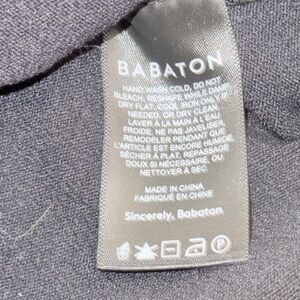 BABATON
HAND WASH COLD, DO NOT
BLEACH, RESHAPE WHILE DAMP,
DRY FLAT, COOL IRON ONLY IF
NEEDED, OR DRY CLEAN.
LAVER À LA MAIN À L'EAU
FROIDE, NE PAS JAVELISER,
REMODELER PENDANT QUE
L'ARTICLE EST ENCORE HUMIDE,
SÉCHER À PLAT, REPASSAGE
DOUX SI NÉCESSAIRE, OU
NETTOYER À SEC.
MADE IN CHINA
FABRIQUÉ EN CHINE
Sincerely, Babaton
P